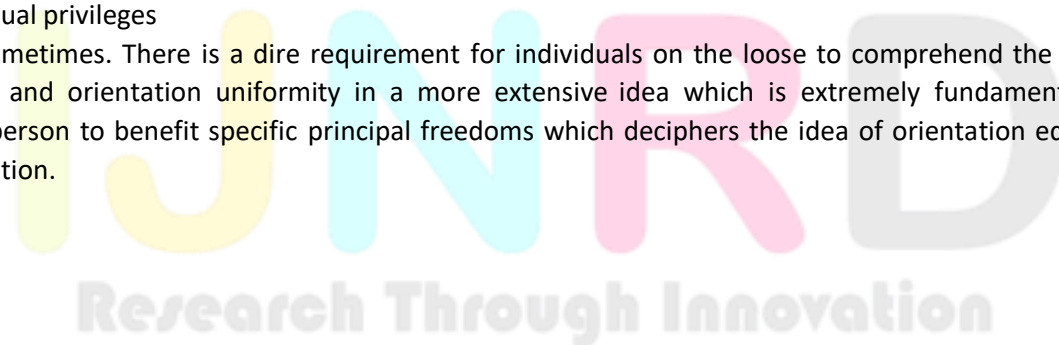 ual privileges
metimes. There is a dire requirement for individuals on the loose to comprehend the
and orientation uniformity in a more extensive idea which is extremely fundament
person to benefit specific principal freedoms which deciphers the idea of orientation eq
tion.
IJNRD
Research Through Innovation